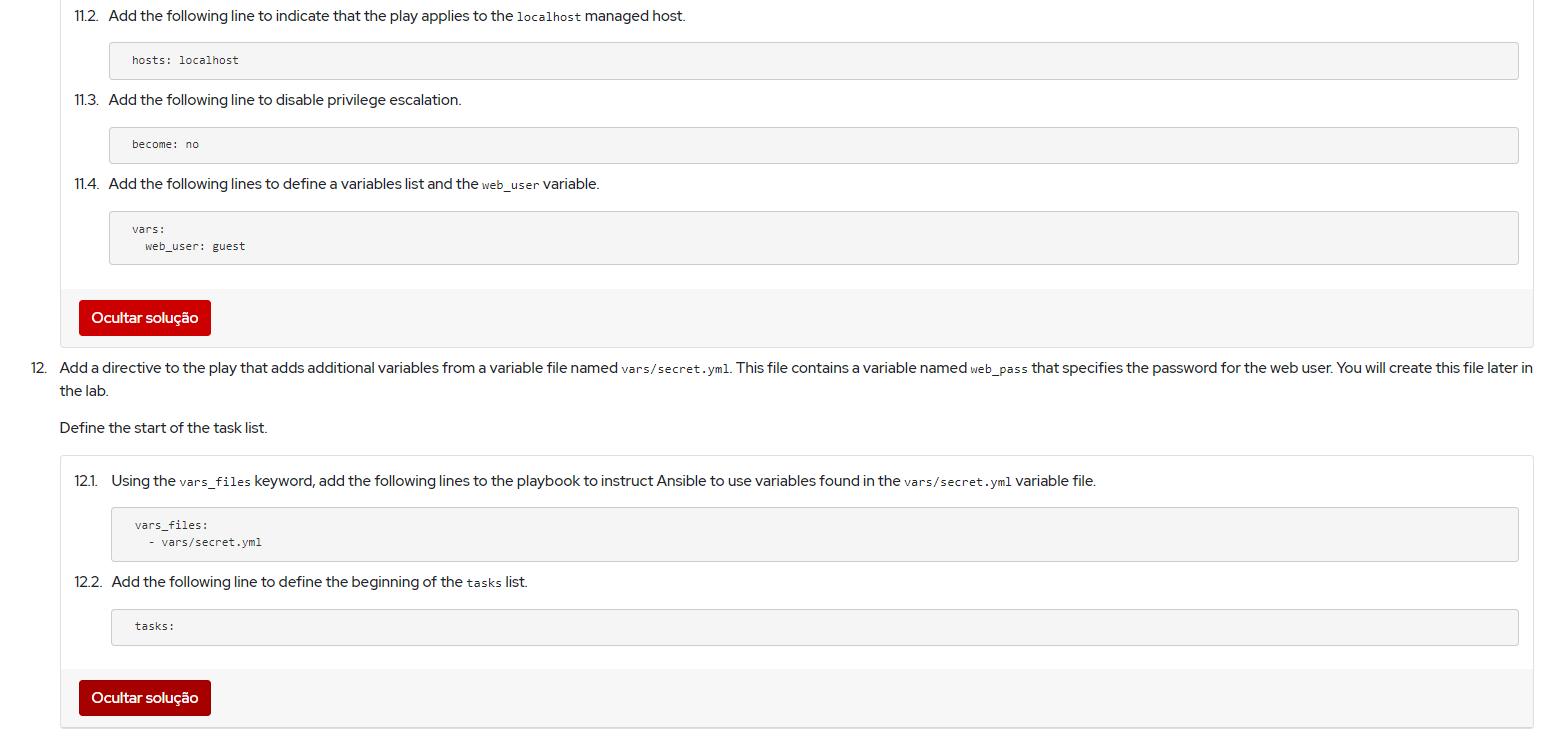 11.2. Add the following line to indicate that the play applies to the localhost managed host.
hosts: localhost
11.3. Add the following line to disable privilege escalation.
become: no
11.4. Add the following lines to define a variables list and the web_user variable.
vars:
  web_user: guest
Ocultar solução
12. Add a directive to the play that adds additional variables from a variable file named vars/secret.yml. This file contains a variable named web_pass that specifies the password for the web user. You will create this file later in
the lab.
Define the start of the task list.
12.1. Using the vars_files keyword, add the following lines to the playbook to instruct Ansible to use variables found in the vars/secret.yml variable file.
vars_files:
  - vars/secret.yml
12.2. Add the following line to define the beginning of the tasks list.
tasks:
Ocultar solução